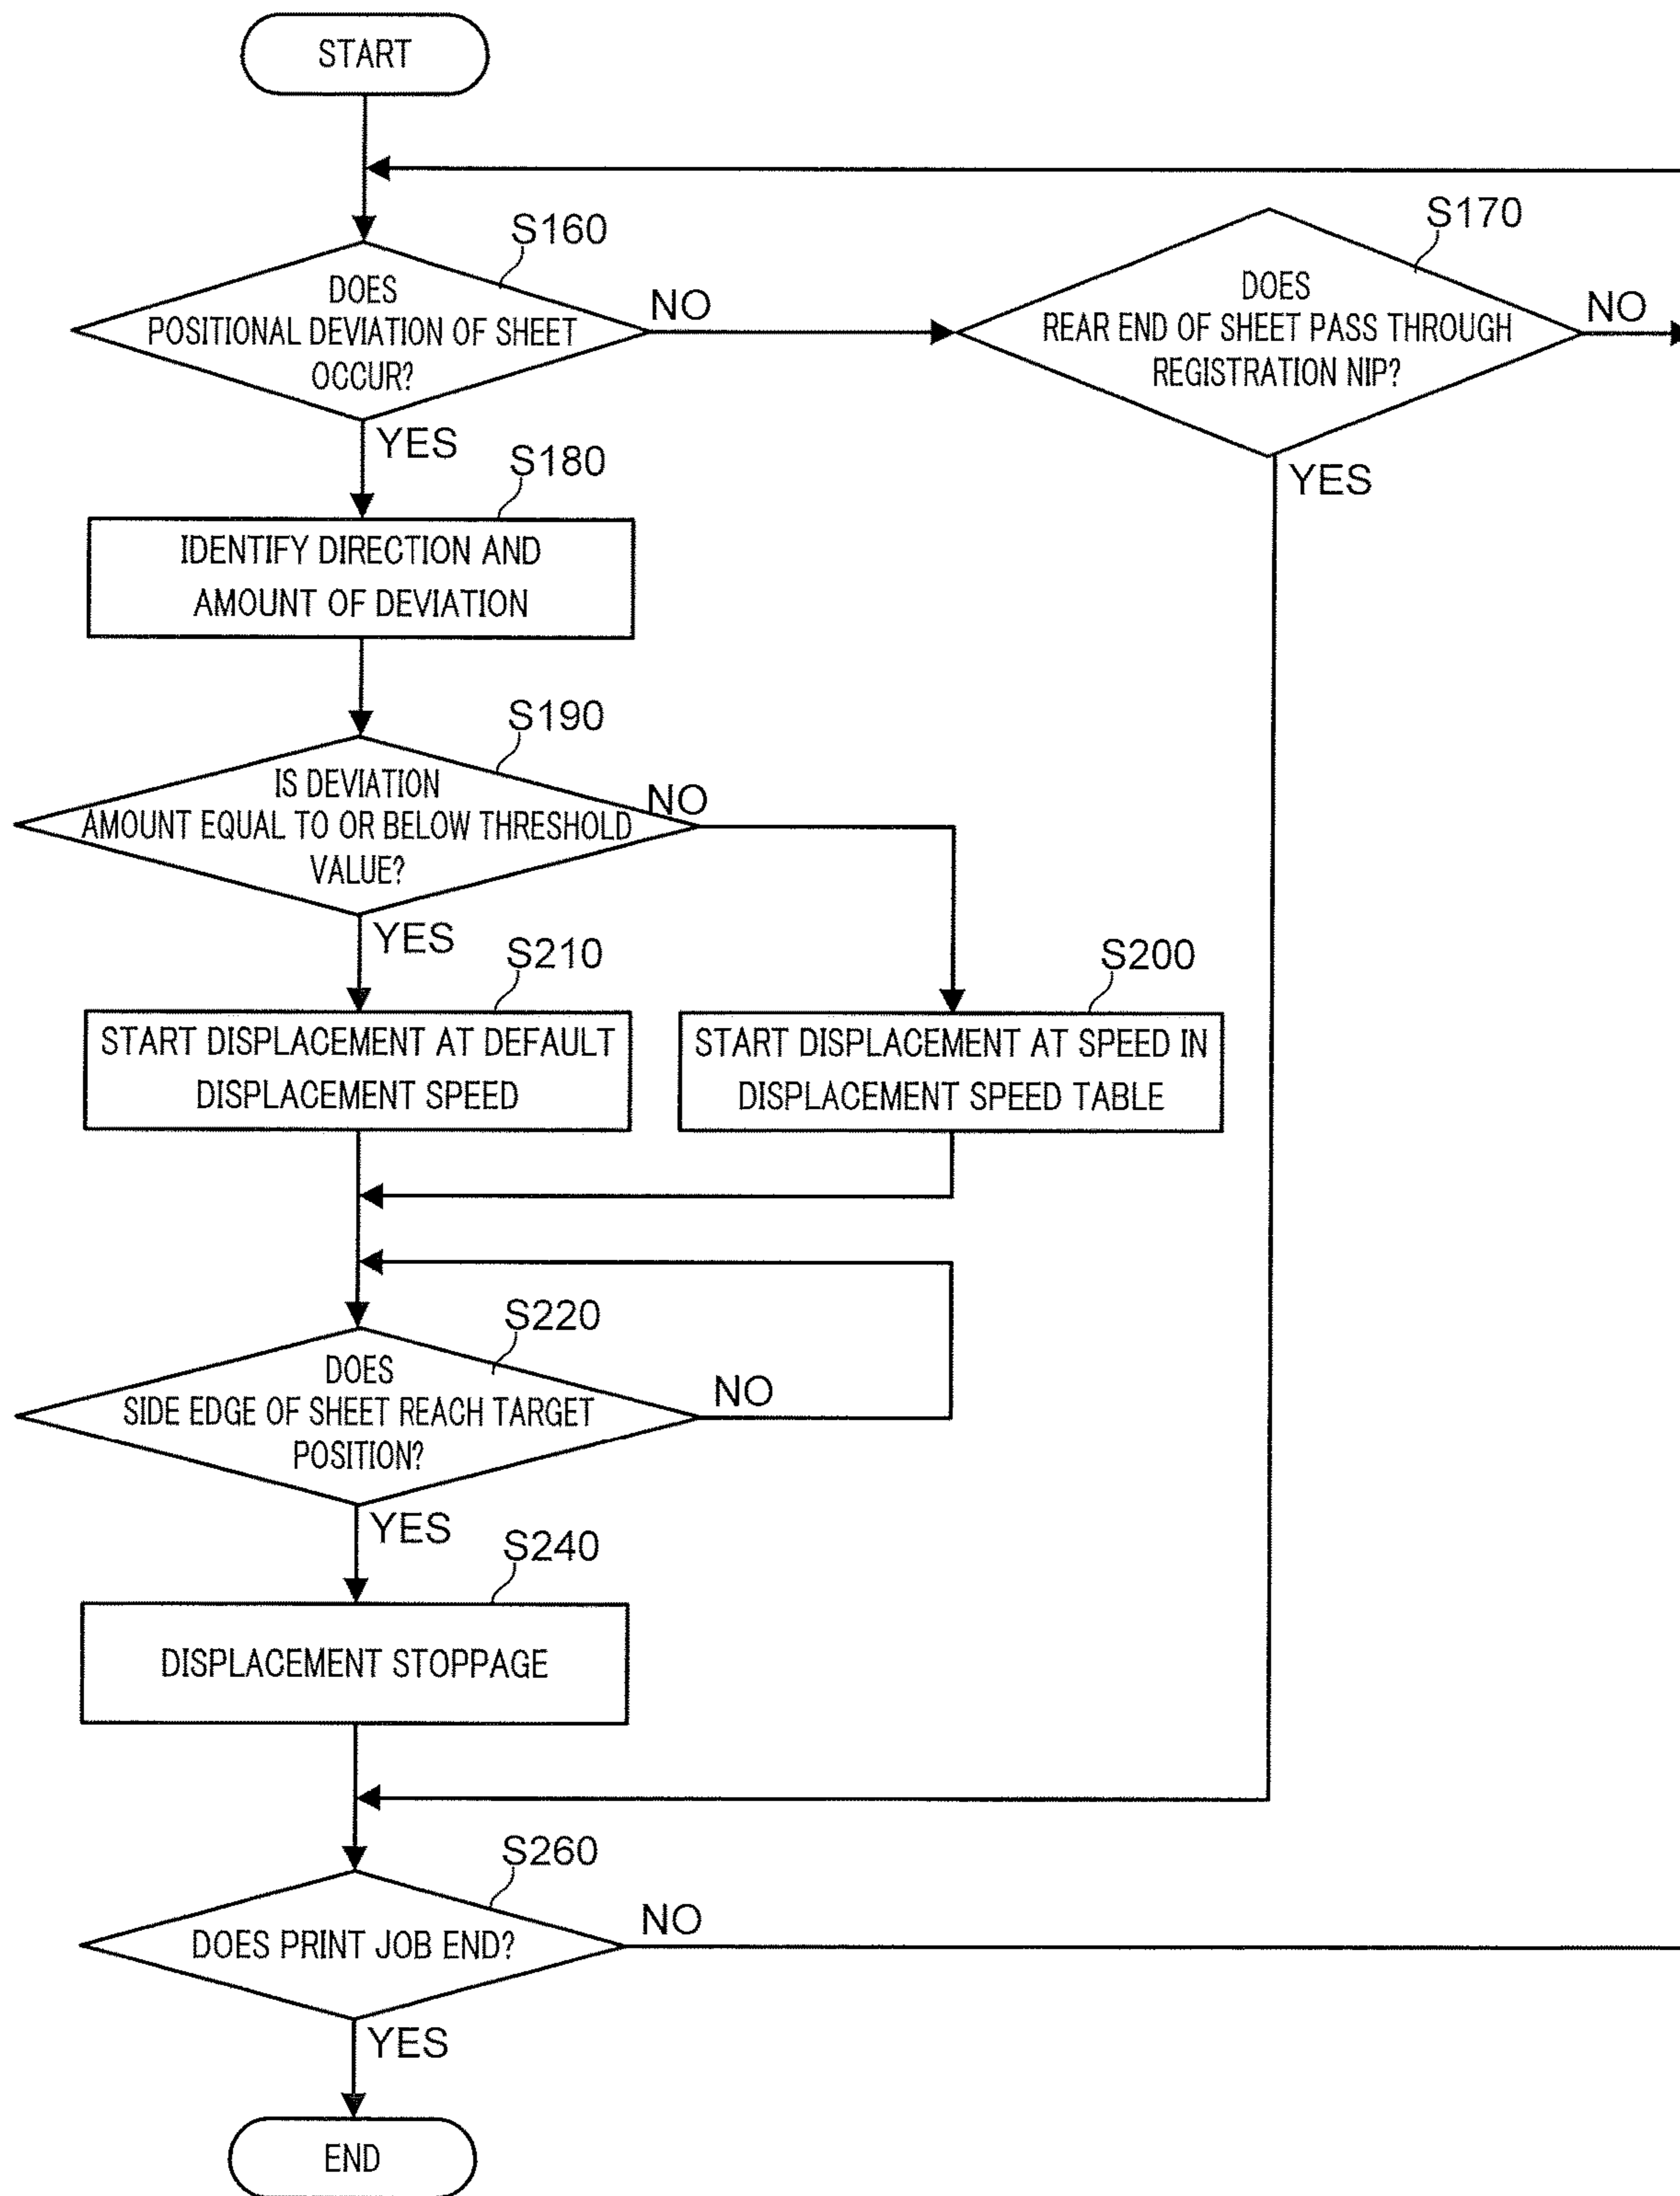 START
S160
DOES
POSITIONAL DEVIATION OF SHEET
OCCUR?
NO
YES
S170
DOES
REAR END OF SHEET PASS THROUGH
REGISTRATION NIP?
NO
YES
S180
IDENTIFY DIRECTION AND
AMOUNT OF DEVIATION
S190
IS DEVIATION
AMOUNT EQUAL TO OR BELOW THRESHOLD
VALUE?
NO
YES
S210
START DISPLACEMENT AT DEFAULT
DISPLACEMENT SPEED
S200
START DISPLACEMENT AT SPEED IN
DISPLACEMENT SPEED TABLE
S220
DOES
SIDE EDGE OF SHEET REACH TARGET
POSITION?
NO
YES
S240
DISPLACEMENT STOPPAGE
S260
DOES PRINT JOB END?
NO
YES
END